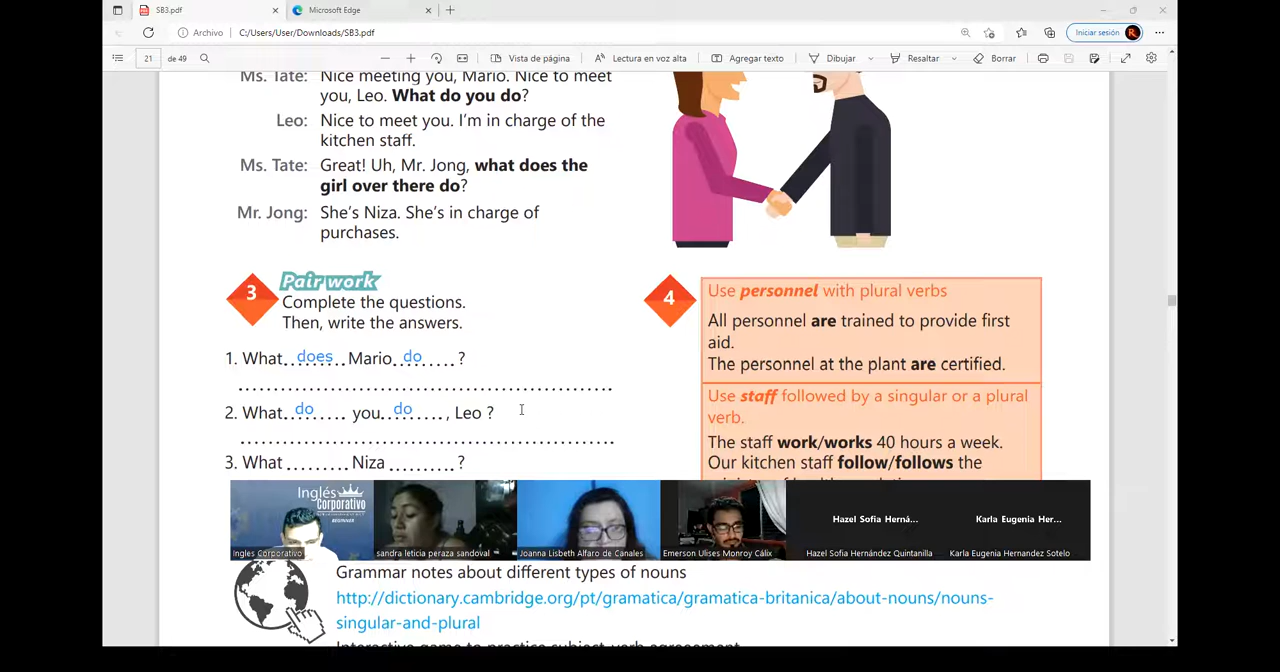 SB3.pdf
Microsoft Edge
Archivo
C:/Users/User/Downloads/SB3.pdf
Iniciar sesión
R
21
de 49
Vista de página
Lectura en voz alta
Agregar texto
Dibujar
Resaltar
Borrar
Ms. Tate: Nice meeting you, Mario. Nice to meet
you, Leo. What do you do?
Leo: Nice to meet you. I'm in charge of the
kitchen staff.
Ms. Tate: Great! Uh, Mr. Jong, what does the
girl over there do?
Mr. Jong: She's Niza. She's in charge of
purchases.
3
Pair work
Complete the questions.
Then, write the answers.
1. What does Mario do ?
2. What do you do , Leo ?
3. What ......... Niza ......... ?
4
Use personnel with plural verbs
All personnel are trained to provide first
aid.
The personnel at the plant are certified.
Use staff followed by a singular or a plural
verb.
The staff work/works 40 hours a week.
Our kitchen staff follow/follows the
Inglés
Corporativo
BEGINNER
Ingles Corporativo
sandra leticia peraza sandoval
Joanna Lisbeth Alfaro de Canales
Emerson Ulises Monroy Cálix
Hazel Sofia Herná...
Hazel Sofia Hernández Quintanilla
Karla Eugenia Her...
Karla Eugenia Hernandez Sotelo
Grammar notes about different types of nouns
http://dictionary.cambridge.org/pt/gramatica/gramatica-britanica/about-nouns/nouns-
singular-and-plural
Interactive game to practice subject-verb agreement